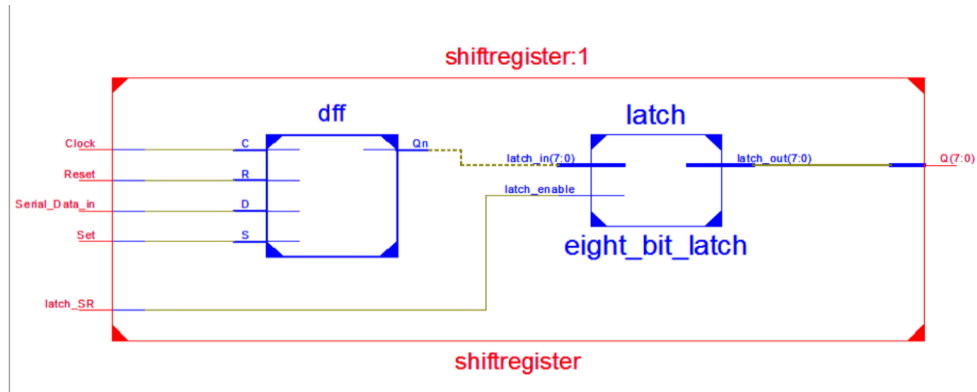 shiftregister:1
dff
latch
Clock
C
Qn
latch_in(7:0)
latch_out(7:0)
Q(7:0)
Reset
R
latch_enable
Serial_Data_in
D
Set
S
eight_bit_latch
latch_SR
shiftregister